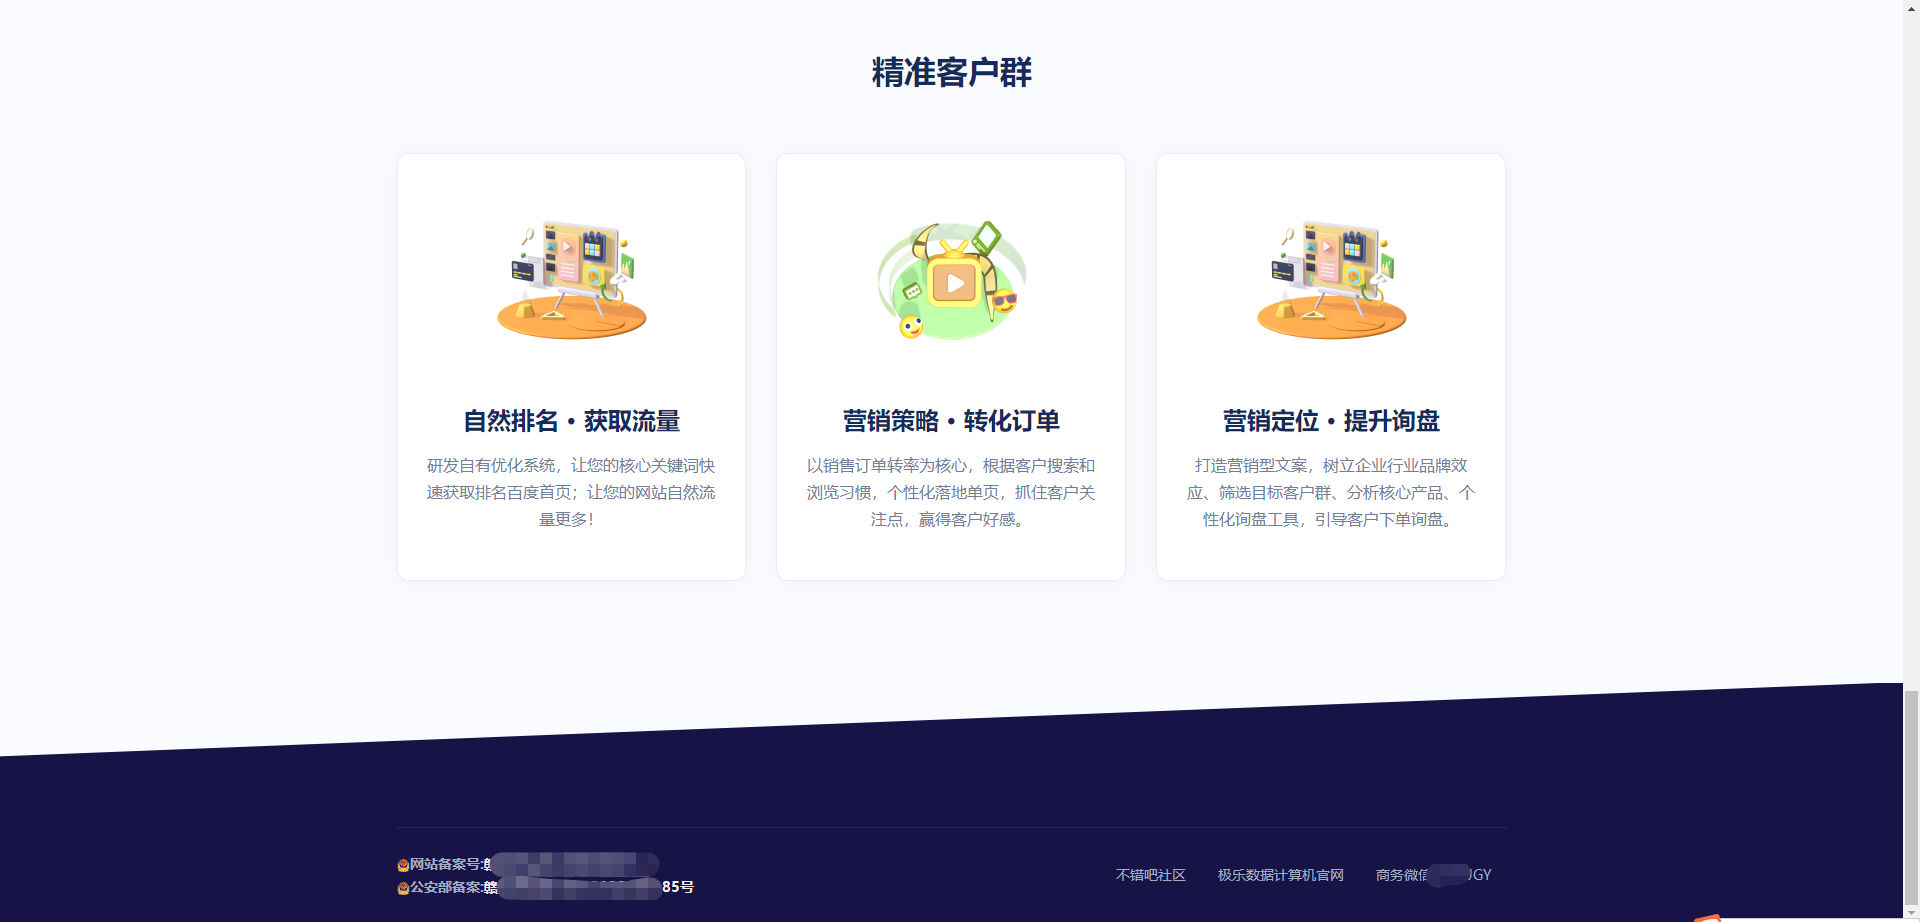 精准客户群
自然排名·获取流量
研发自有优化系统，让您的核心关键词快
速获取排名百度首页；让您的网站自然流
量更多！
营销策略·转化订单
以销售订单转率为核心，根据客户搜索和
浏览习惯，个性化落地单页，抓住客户关
注点，赢得客户好感。
营销定位·提升询盘
打造营销型文案，树立企业行业品牌效
应、筛选目标客户群、分析核心产品、个
性化询盘工具，引导客户下单询盘。
网站备案号:
公安部备案:赣 85号
不错吧社区
极乐数据计算机官网
商务微信 JGY